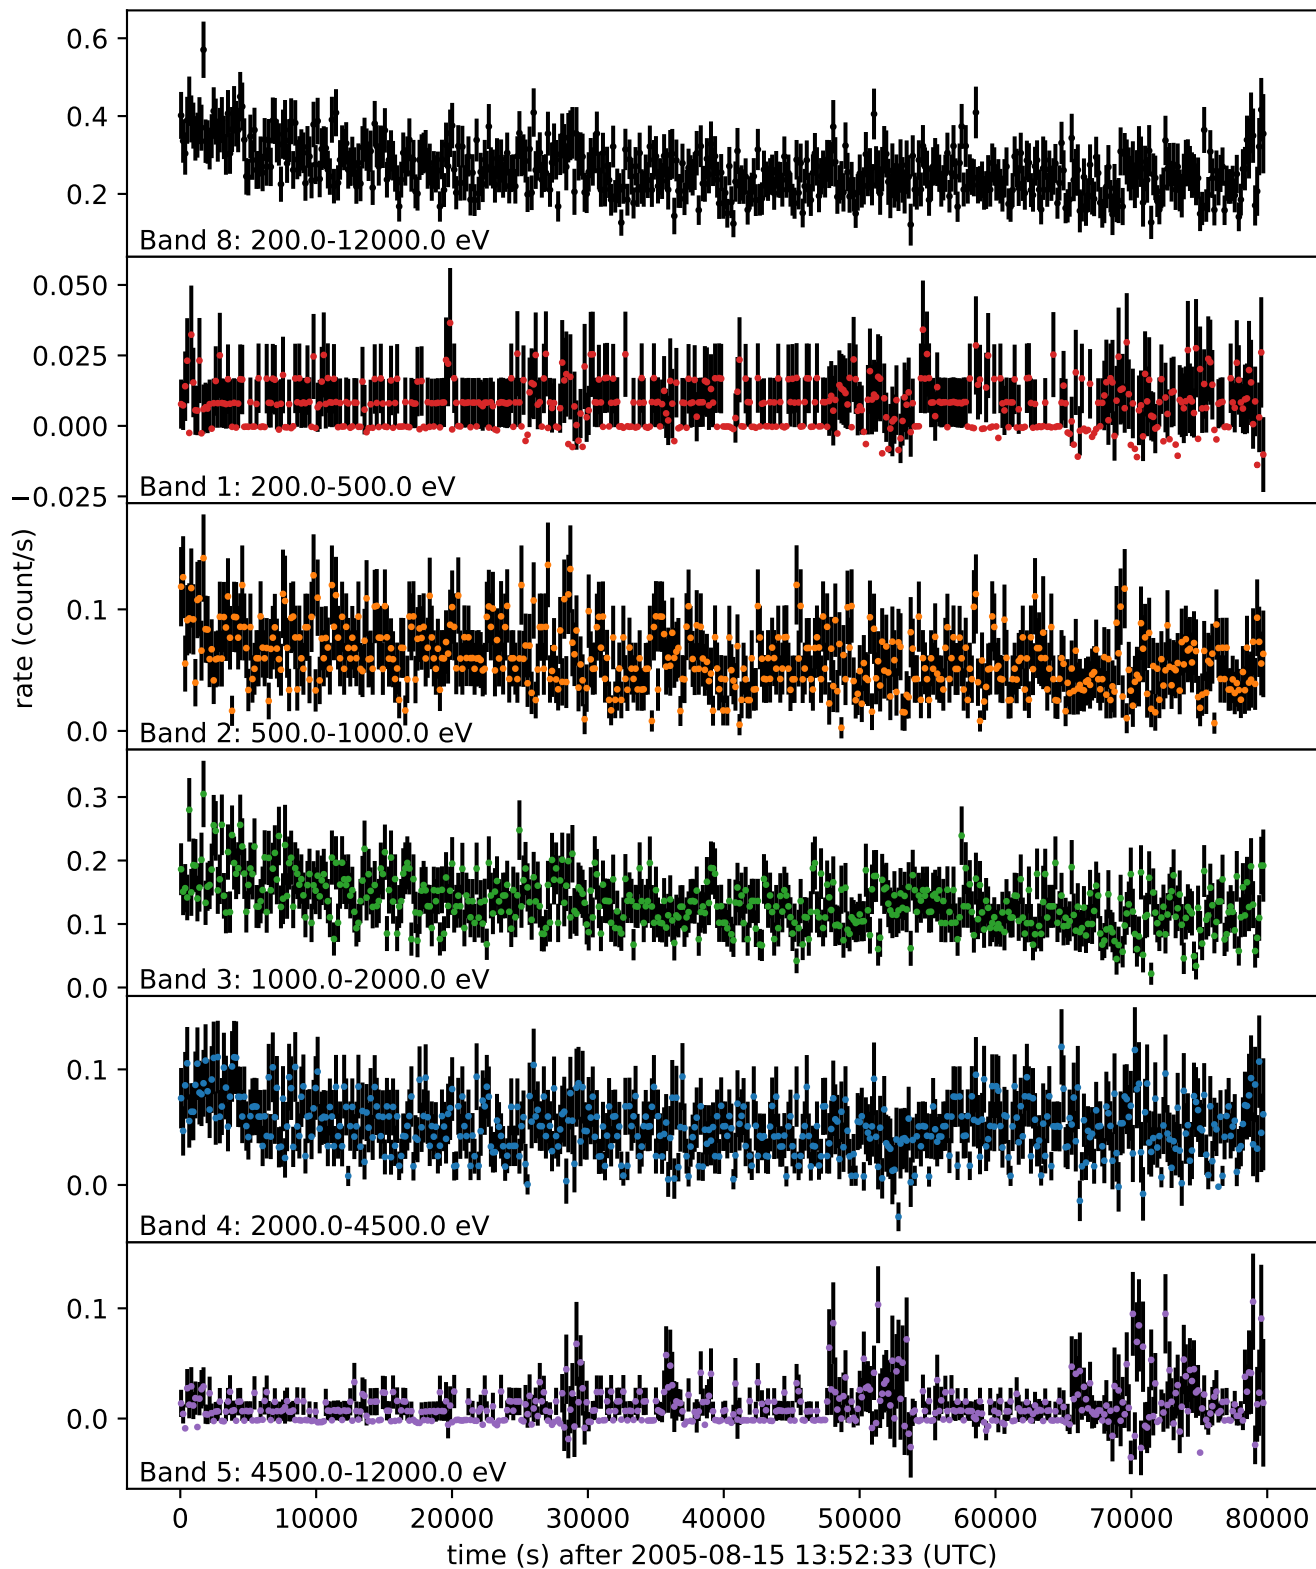 0.6
0.4
0.2
Band 8: 200.0-12000.0 eV
0.050
0.025
0.000
−0.025
Band 1: 200.0-500.0 eV
rate (count/s)
0.1
0.0
Band 2: 500.0-1000.0 eV
0.3
0.2
0.1
0.0
Band 3: 1000.0-2000.0 eV
0.1
0.0
Band 4: 2000.0-4500.0 eV
0.1
0.0
Band 5: 4500.0-12000.0 eV
0 10000 20000 30000 40000 50000 60000 70000 80000
time (s) after 2005-08-15 13:52:33 (UTC)